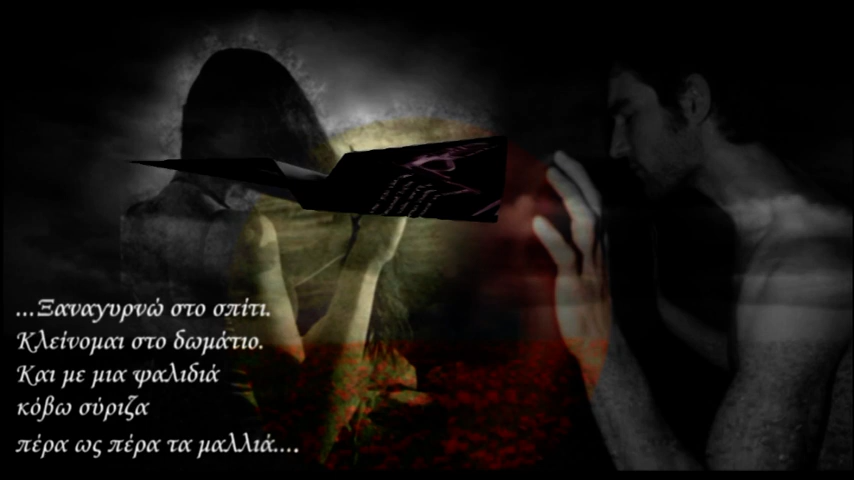 ...Ξαναγυρνώ στο σπίτι.
Κλείνομαι στο δωμάτιο.
Και με μια ψαλιδιά
κόβω σύριζα
πέρα ως πέρα τα μαλλιά....